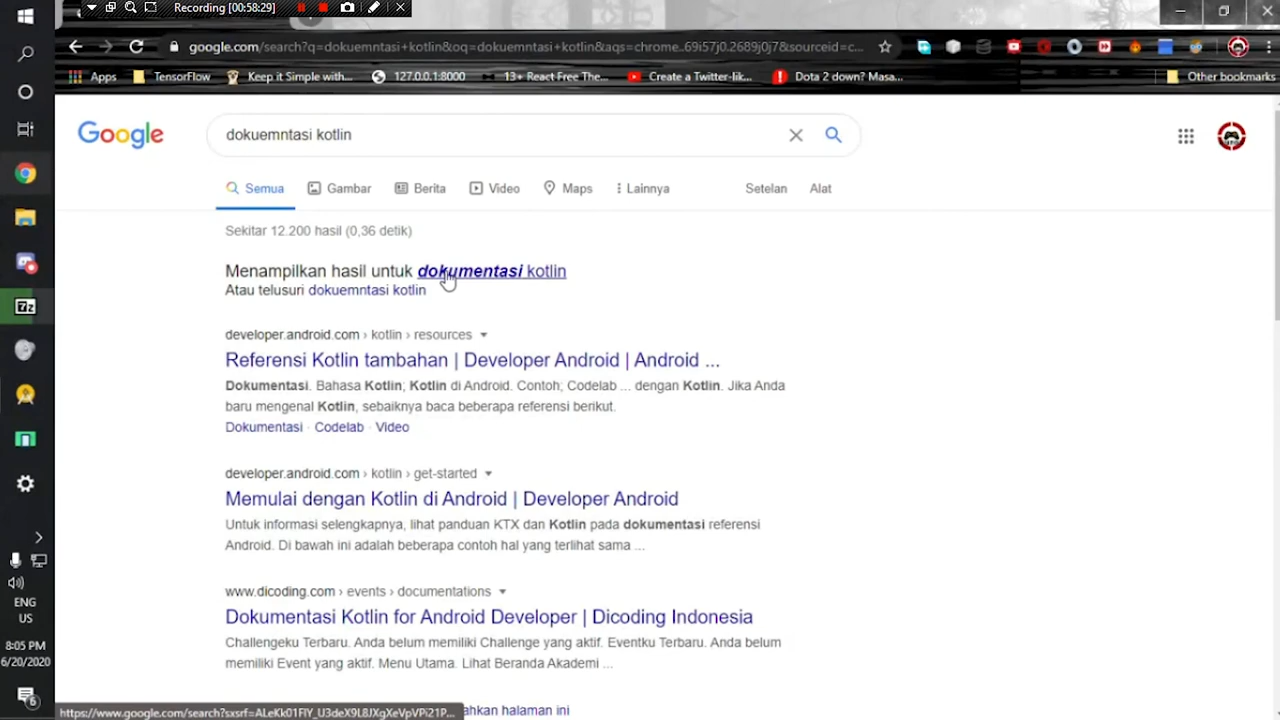 Recording [00:58:29]
google.com/search?q=dokuemntasi+kotlin&oq=dokuemntasi+kotlin&aqs=chrome..69i57j0.2689j0j7&sourceid=c...
Apps
TensorFlow
Keep it Simple with...
127.0.0.1:8000
13+ React Free The...
Create a Twitter-lik...
Dota 2 down? Masa...
Other bookmarks
Google
dokuemntasi kotlin
Semua
Gambar
Berita
Video
Maps
Lainnya
Setelan
Alat
Sekitar 12.200 hasil (0,36 detik)
Menampilkan hasil untuk dokumentasi kotlin
Atau telusuri dokuemntasi kotlin
developer.android.com › kotlin › resources
Referensi Kotlin tambahan | Developer Android | Android ...
Dokumentasi. Bahasa Kotlin; Kotlin di Android. Contoh; Codelab ... dengan Kotlin. Jika Anda
baru mengenal Kotlin, sebaiknya baca beberapa referensi berikut.
Dokumentasi · Codelab · Video
developer.android.com › kotlin › get-started
Memulai dengan Kotlin di Android | Developer Android
Untuk informasi selengkapnya, lihat panduan KTX dan Kotlin pada dokumentasi referensi
Android. Di bawah ini adalah beberapa contoh hal yang terlihat sama ...
www.dicoding.com › events › documentations
Dokumentasi Kotlin for Android Developer | Dicoding Indonesia
Challengeku Terbaru. Anda belum memiliki Challenge yang aktif. Eventku Terbaru. Anda belum
memiliki Event yang aktif. Menu Utama. Lihat Beranda Akademi ...
ahkan halaman ini
7z
ENG
US
8:05 PM
6/20/2020
6